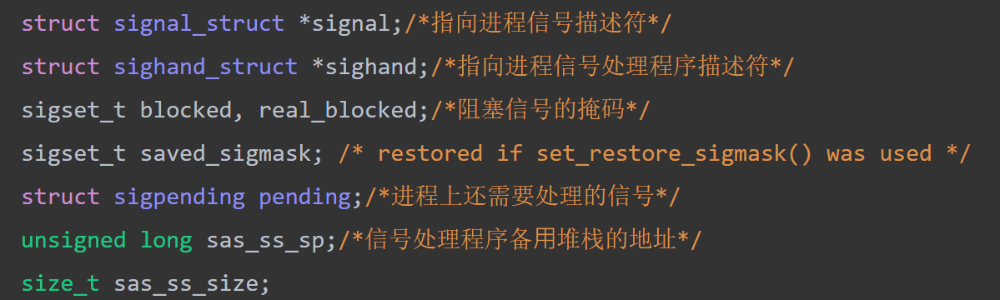 struct signal_struct *signal;/*指向进程信号描述符*/
struct sighand_struct *sighand;/*指向进程信号处理程序描述符*/
sigset_t blocked, real_blocked;/*阻塞信号的掩码*/
sigset_t saved_sigmask; /* restored if set_restore_sigmask() was used */
struct sigpending pending;/*进程上还需要处理的信号*/
unsigned long sas_ss_sp;/*信号处理程序备用堆栈的地址*/
size_t sas_ss_size;